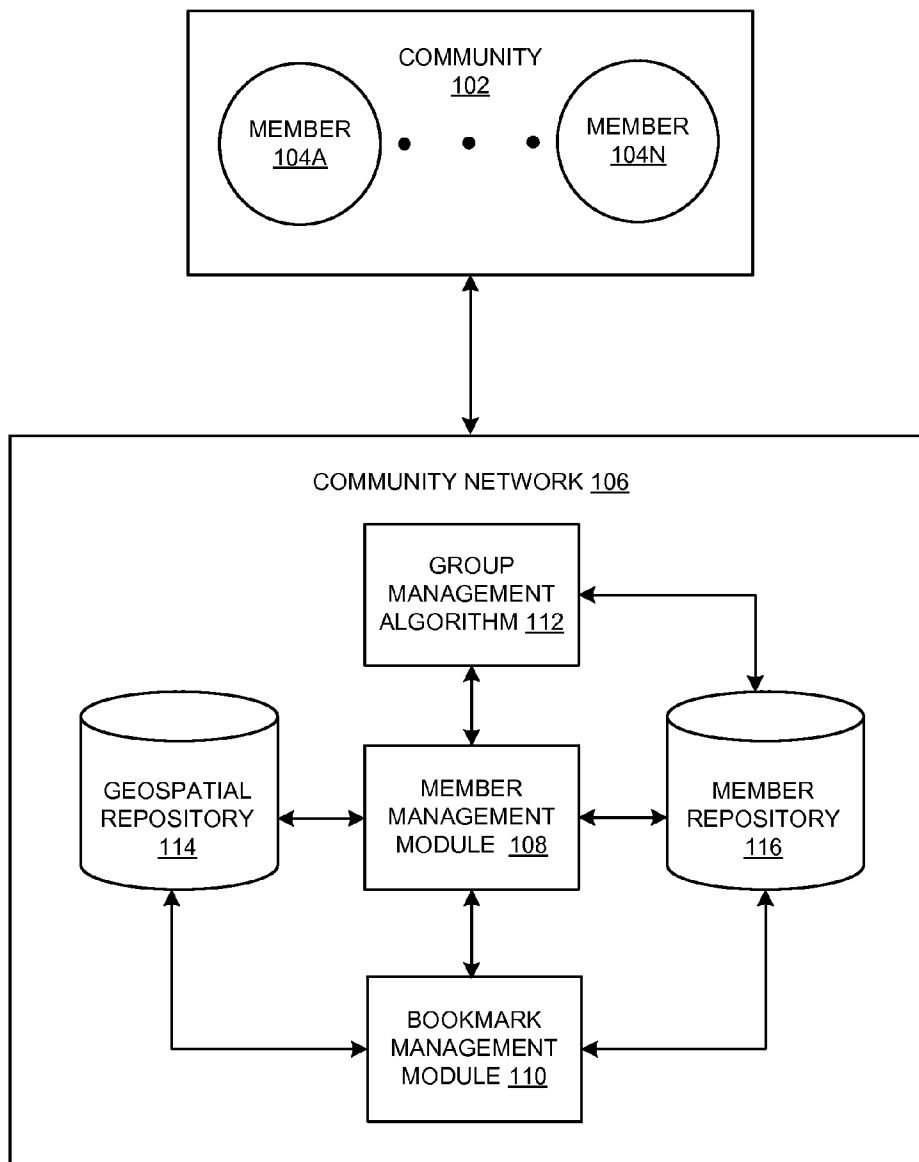 COMMUNITY
102
MEMBER
104A
MEMBER
104N
COMMUNITY NETWORK 106
GROUP
MANAGEMENT
ALGORITHM 112
GEOSPATIAL
REPOSITORY
114
MEMBER
MANAGEMENT
MODULE 108
MEMBER
REPOSITORY
116
BOOKMARK
MANAGEMENT
MODULE 110